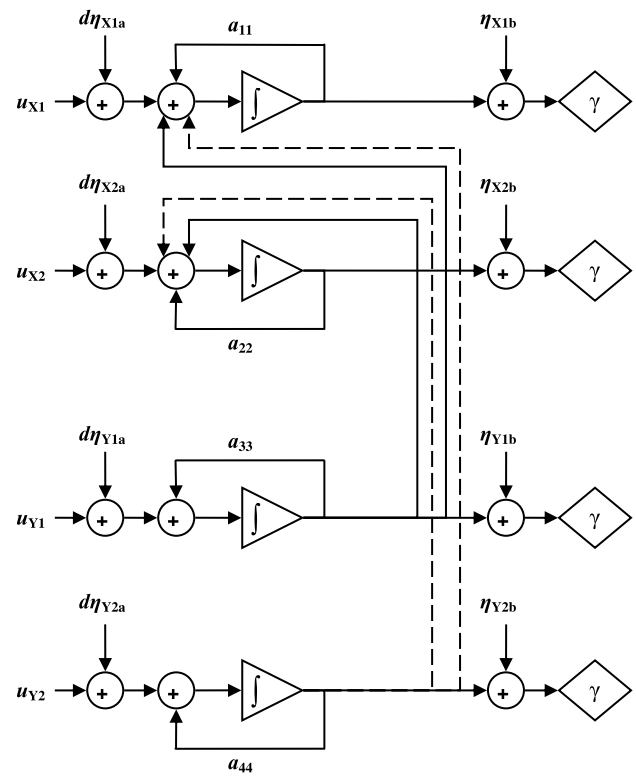 dηX1a
a11
ηX1b
uX1 + + ∫ + γ
dηX2a
ηX2b
uX2 + + ∫ + γ
a22
dηY1a
a33
ηY1b
uY1 + + ∫ + γ
dηY2a
ηY2b
uY2 + + ∫ + γ
a44